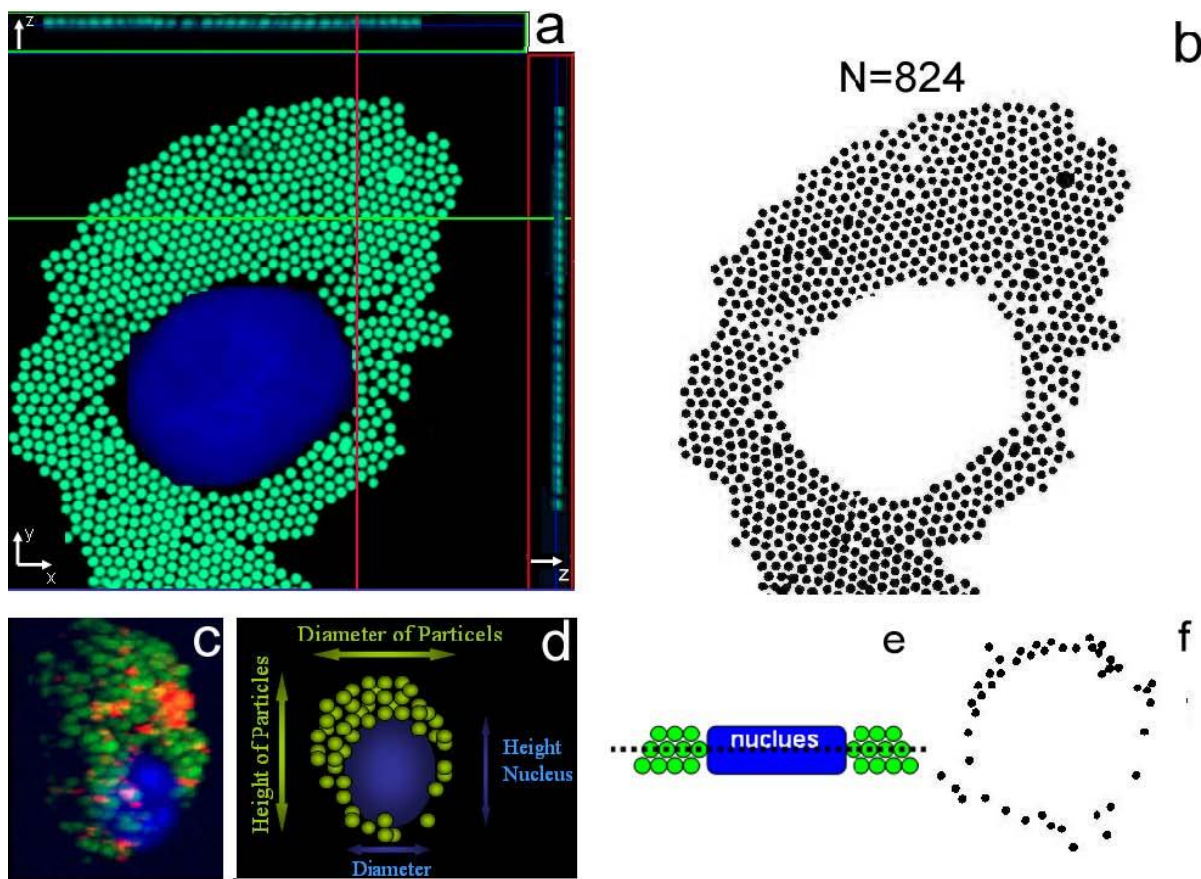 z
a
y
x
z
b
N=824
c
d
Diameter of Particels
Height of Particles
Height
Nucleus
Diameter
e
nuclues
f